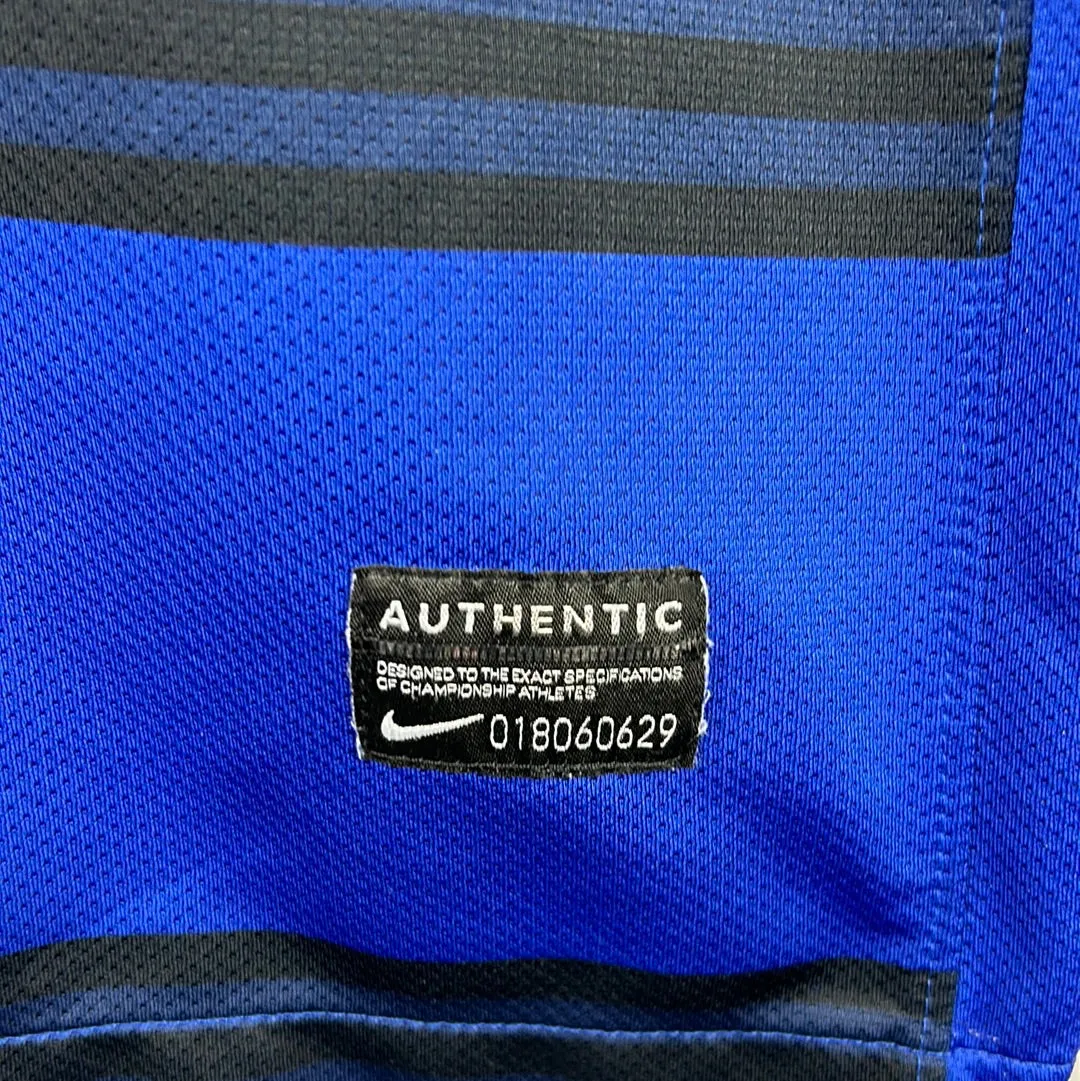 AUTHENTIC
DESIGNED TO THE EXACT SPECIFICATIONS
OF CHAMPIONSHIP ATHLETES
018060629